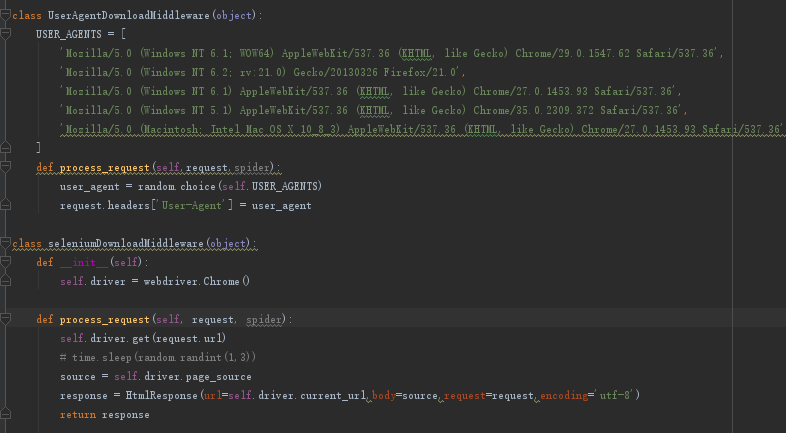 class UserAgentDownloadMiddleware(object):
USER_AGENTS = [
'Mozilla/5.0 (Windows NT 6.1; WOW64) AppleWebKit/537.36 (KHTML, like Gecko) Chrome/29.0.1547.62 Safari/537.36',
'Mozilla/5.0 (Windows NT 6.2; rv:21.0) Gecko/20130326 Firefox/21.0',
'Mozilla/5.0 (Windows NT 6.1) AppleWebKit/537.36 (KHTML, like Gecko) Chrome/27.0.1453.93 Safari/537.36',
'Mozilla/5.0 (Windows NT 5.1) AppleWebKit/537.36 (KHTML, like Gecko) Chrome/35.0.2309.372 Safari/537.36',
'Mozilla/5.0 (Macintosh; Intel Mac OS X 10_8_3) AppleWebKit/537.36 (KHTML, like Gecko) Chrome/27.0.1453.93 Safari/537.36'
]
def process_request(self,request,spider):
user_agent = random.choice(self.USER_AGENTS)
request.headers['User-Agent'] = user_agent
class seleniumDownloadMiddleware(object):
def __init__(self):
self.driver = webdriver.Chrome()
def process_request(self, request, spider):
self.driver.get(request.url)
# time.sleep(random.randint(1,3))
source = self.driver.page_source
response = HtmlResponse(url=self.driver.current_url,body=source,request=request,encoding='utf-8')
return response